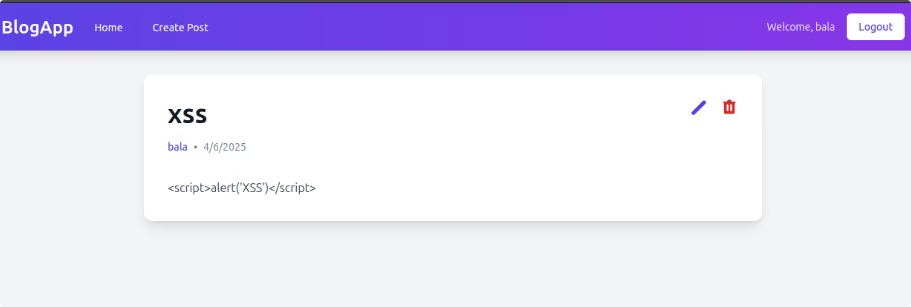 BlogApp Home Create Post Welcome, bala Logout
xss
bala • 4/6/2025
<script>alert('XSS')</script>